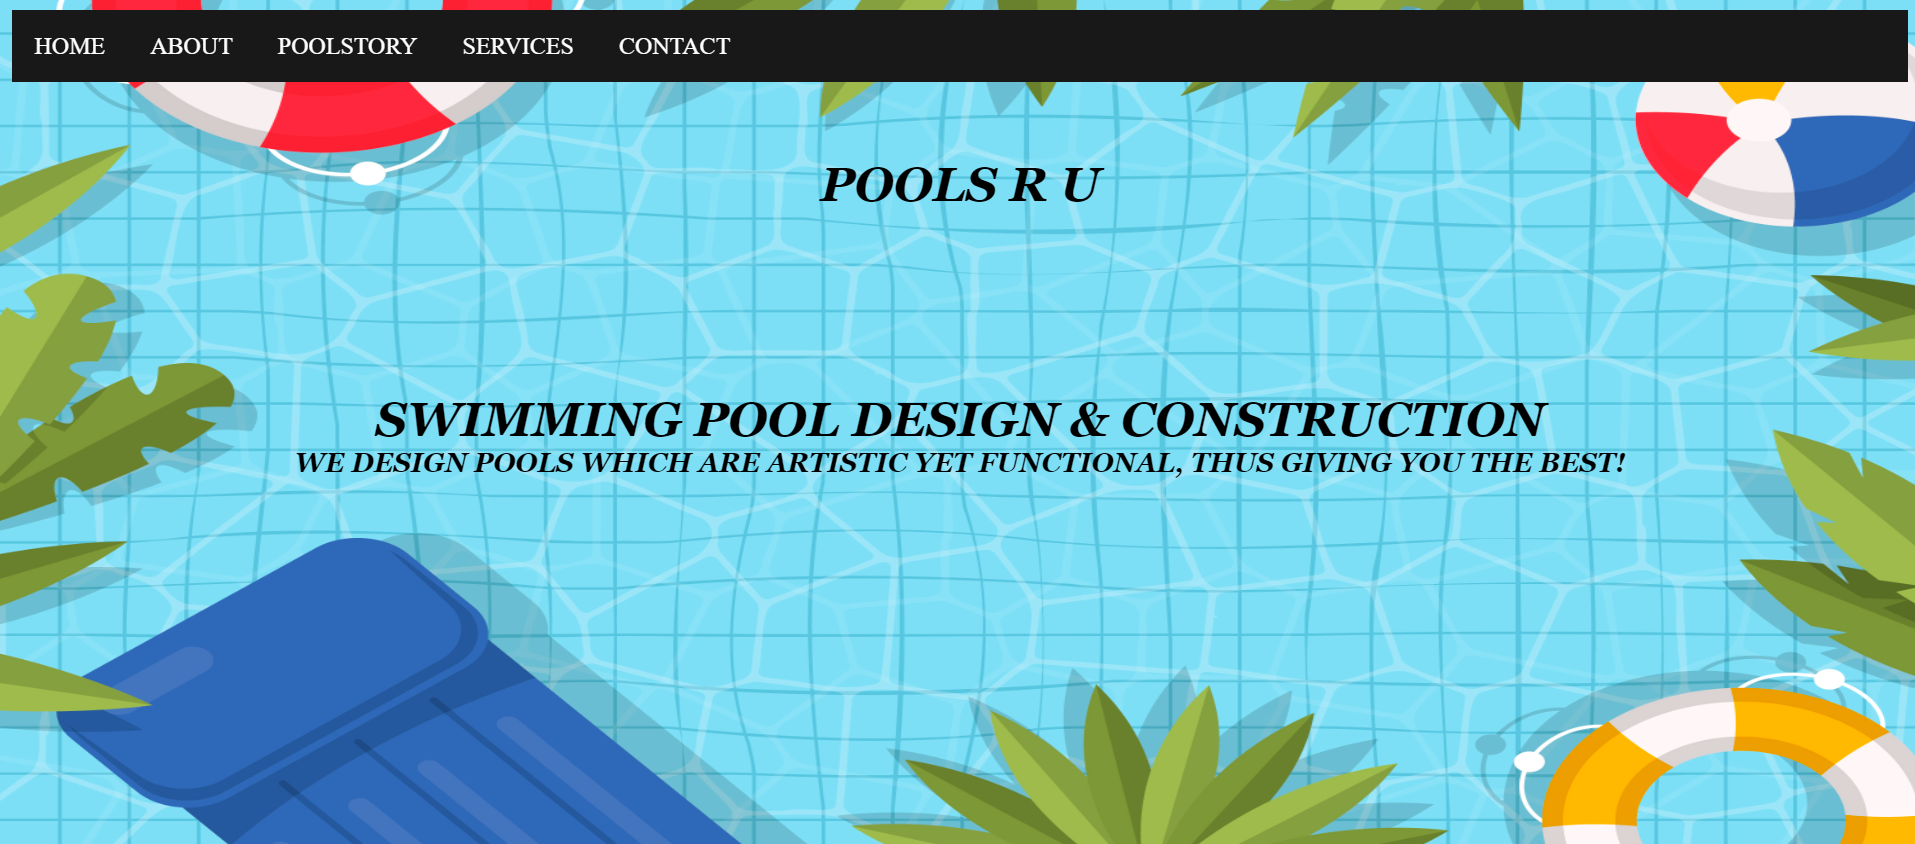 HOME ABOUT POOLSTORY SERVICES CONTACT
POOLS R U
SWIMMING POOL DESIGN & CONSTRUCTION
WE DESIGN POOLS WHICH ARE ARTISTIC YET FUNCTIONAL, THUS GIVING YOU THE BEST!